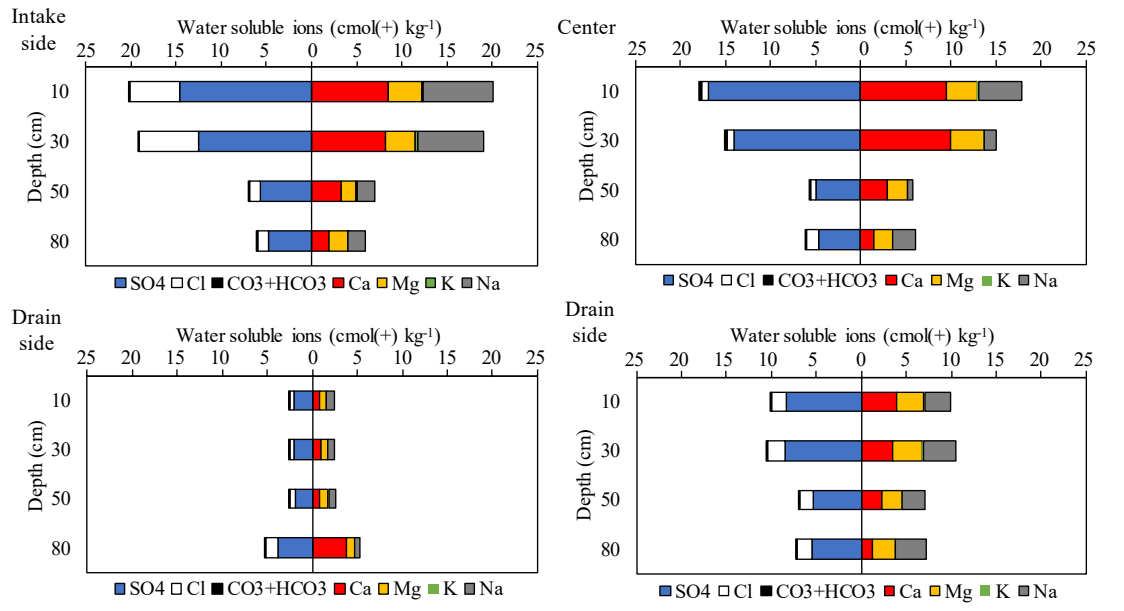 Intake
side
Water soluble ions (cmol(+) kg-1)
25 20 15 10 5 0 5 10 15 20 25
Depth (cm)
10
30
50
80
SO4 Cl CO3+HCO3 Ca Mg K Na
Center
Water soluble ions (cmol(+) kg-1)
25 20 15 10 5 0 5 10 15 20 25
Depth (cm)
10
30
50
80
SO4 Cl CO3+HCO3 Ca Mg K Na
Drain
side
Water soluble ions (cmol(+) kg-1)
25 20 15 10 5 0 5 10 15 20 25
Depth (cm)
10
30
50
80
SO4 Cl CO3+HCO3 Ca Mg K Na
Drain
side
Water soluble ions (cmol(+) kg-1)
25 20 15 10 5 0 5 10 15 20 25
Depth (cm)
10
30
50
80
SO4 Cl CO3+HCO3 Ca Mg K Na